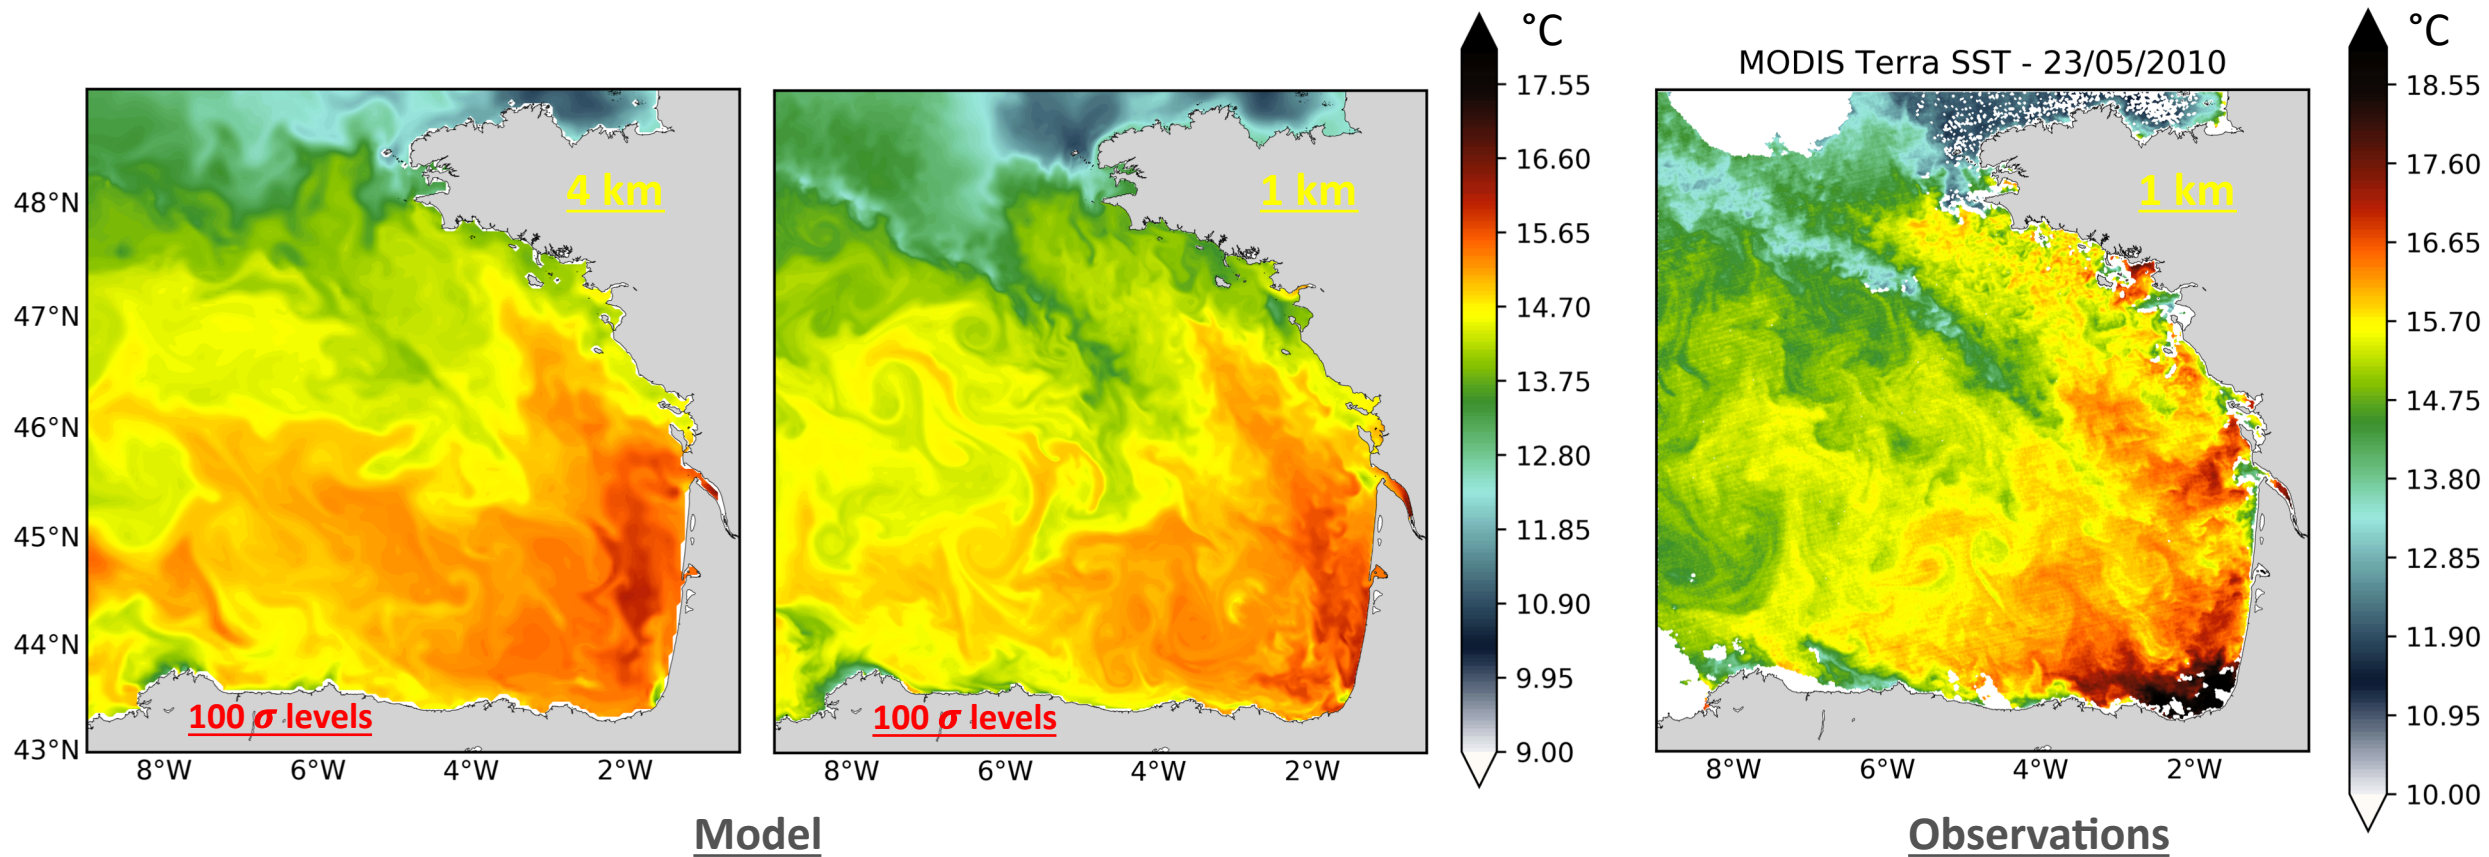 °C
°C
MODIS Terra SST - 23/05/2010
48°N
47°N
46°N
45°N
44°N
43°N
4 km
100 σ levels
8°W
6°W
4°W
2°W
1 km
100 σ levels
8°W
6°W
4°W
2°W
17.55
16.60
15.65
14.70
13.75
12.80
11.85
10.90
9.95
9.00
1 km
8°W
6°W
4°W
2°W
18.55
17.60
16.65
15.70
14.75
13.80
12.85
11.90
10.95
10.00
Model
Observations